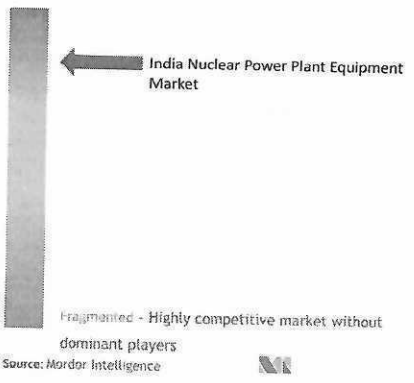 India Nuclear Power Plant Equipment
Market
Fragmented - Highly competitive market without
dominant players
Source: Mordor Intelligence